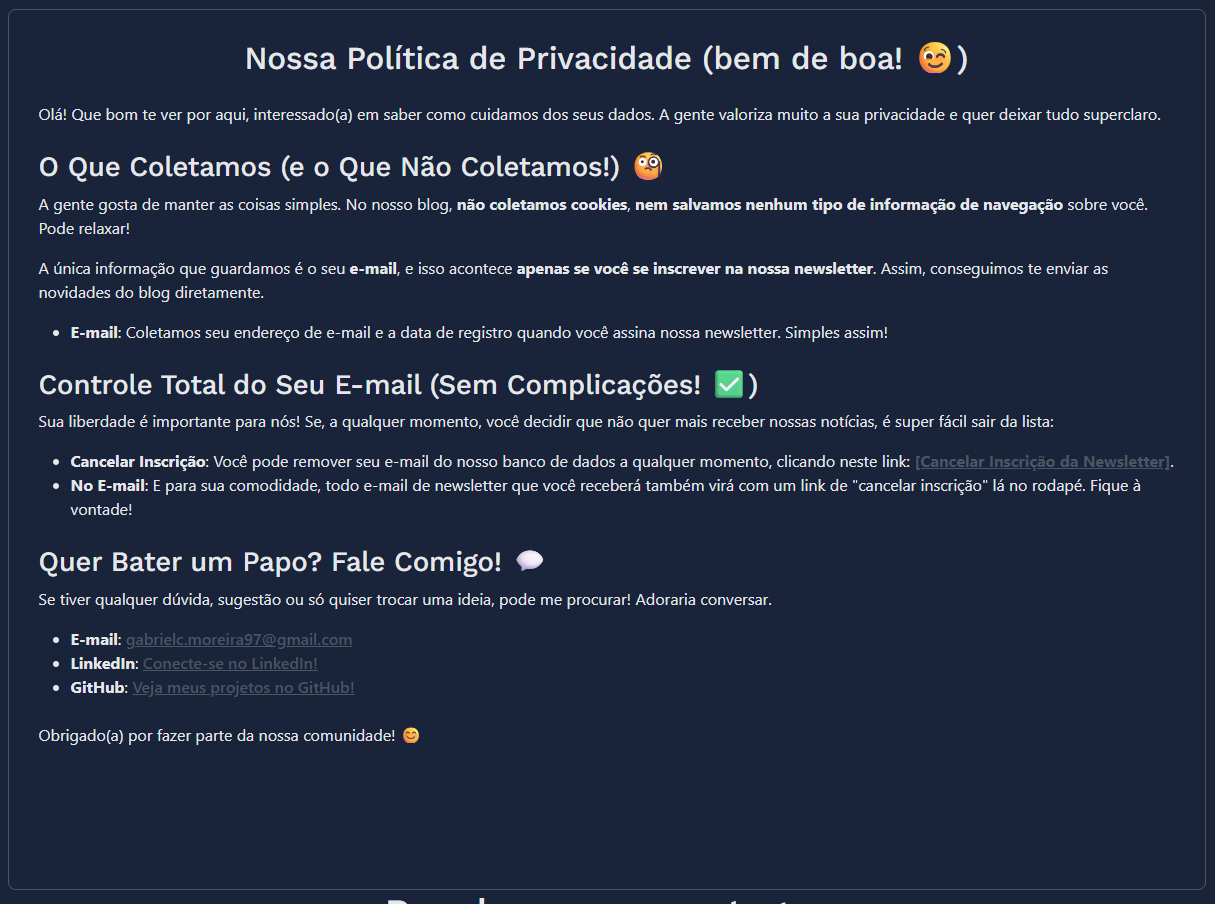 Nossa Política de Privacidade (bem de boa! 😉)
Olá! Que bom te ver por aqui, interessado(a) em saber como cuidamos dos seus dados. A gente valoriza muito a sua privacidade e quer deixar tudo superclaro.
O Que Coletamos (e o Que Não Coletamos!) 🧐
A gente gosta de manter as coisas simples. No nosso blog, não coletamos cookies, nem salvamos nenhum tipo de informação de navegação sobre você.
Pode relaxar!
A única informação que guardamos é o seu e-mail, e isso acontece apenas se você se inscrever na nossa newsletter. Assim, conseguimos te enviar as
novidades do blog diretamente.
• E-mail: Coletamos seu endereço de e-mail e a data de registro quando você assina nossa newsletter. Simples assim!
Controle Total do Seu E-mail (Sem Complicações! ✅)
Sua liberdade é importante para nós! Se, a qualquer momento, você decidir que não quer mais receber nossas notícias, é super fácil sair da lista:
• Cancelar Inscrição: Você pode remover seu e-mail do nosso banco de dados a qualquer momento, clicando neste link: [Cancelar Inscrição da Newsletter].
• No E-mail: E para sua comodidade, todo e-mail de newsletter que você receberá também virá com um link de "cancelar inscrição" lá no rodapé. Fique à
vontade!
Quer Bater um Papo? Fale Comigo! 💬
Se tiver qualquer dúvida, sugestão ou só quiser trocar uma ideia, pode me procurar! Adoraria conversar.
• E-mail: gabrielc.moreira97@gmail.com
• LinkedIn: Conecte-se no LinkedIn!
• GitHub: Veja meus projetos no GitHub!
Obrigado(a) por fazer parte da nossa comunidade! 😊